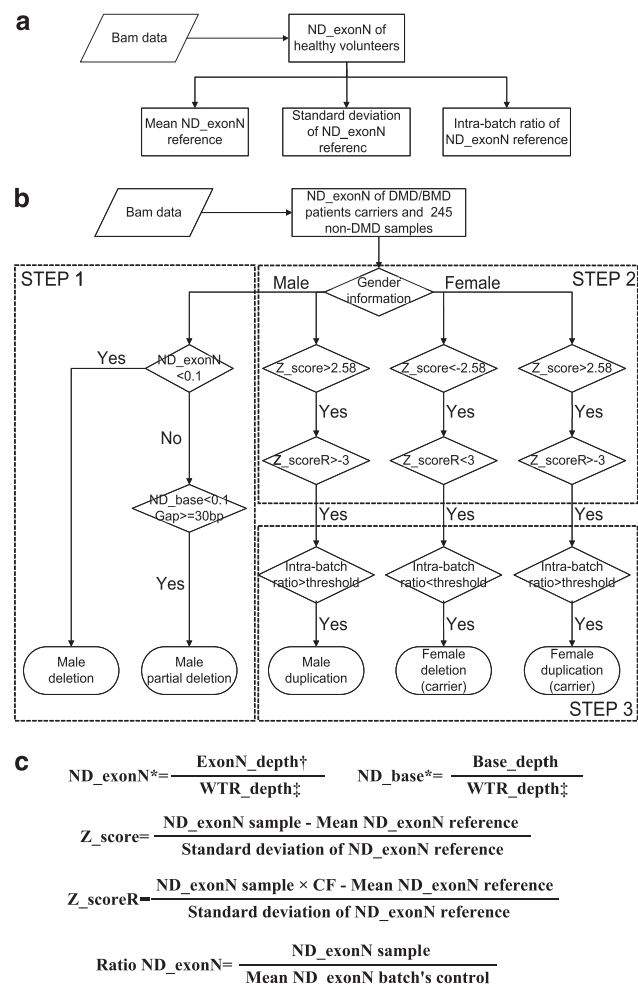 a
Bam data
ND_exonN of
healthy volunteers
Mean ND_exonN
reference
Standard deviation
of ND_exonN
referenc
Intra-batch ratio of
ND_exonN reference
b
Bam data
ND_exonN of DMD/BMD
patients carriers and 245
non-DMD samples
STEP 1
STEP 2
Male
Gender
information
Female
Yes
ND_exonN
<0.1
Z_score>2.58
Z_score<-2.58
Z_score>2.58
No
Yes
Yes
Yes
Z_scoreR>-3
Z_scoreR<3
Z_scoreR>-3
ND_base<0.1
Gap>=30bp
Yes
Yes
Yes
Yes
Intra-batch
ratio>threshold
Intra-batch
ratio<threshold
Intra-batch
ratio>threshold
Yes
Yes
Yes
Male
deletion
Male
partial deletion
Male
duplication
Female
deletion
(carrier)
Female
duplication
(carrier)
STEP 3
c
ND_exonN*= ExonN_depth†
WTR_depth‡
ND_base*= Base_depth
WTR_depth‡
Z_score= ND_exonN sample - Mean ND_exonN reference
Standard deviation of ND_exonN reference
Z_scoreR= ND_exonN sample × CF - Mean ND_exonN reference
Standard deviation of ND_exonN reference
Ratio ND_exonN= ND_exonN sample
Mean ND_exonN batch's control